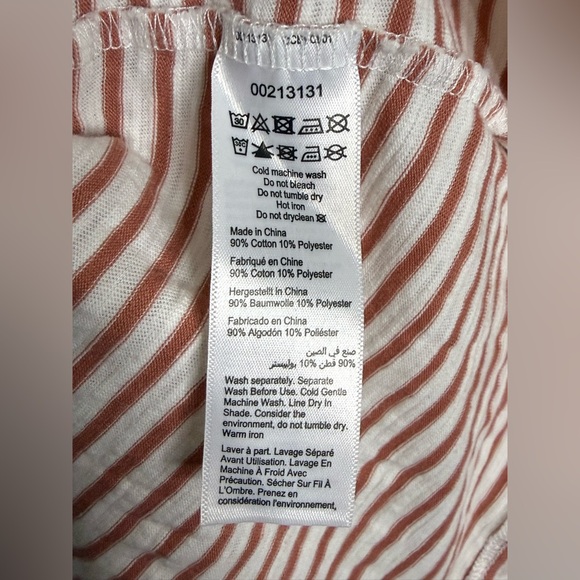 00213131
30
Cold machine wash
Do not bleach
Do not tumble dry
Hot iron
Do not dryclean
Made in China
90% Cotton 10% Polyester
Fabriqué en Chine
90% Coton 10% Polyester
Hergestellt in China
90% Baumwolle 10% Polyester
Fabricado en China
90% Algodón 10% Poliéster
صنع في الصين
90% قطن 10% بوليستر
Wash separately. Separate
Wash Before Use. Cold Gentle
Machine Wash. Line Dry In
Shade. Consider the
environment, do not tumble dry.
Warm iron
Laver à part. Lavage Séparé
Avant Utilisation. Lavage En
Machine À Froid Avec
Précaution. Sécher Sur Fil À
L'Ombre. Prenez en
considération l'environnement,